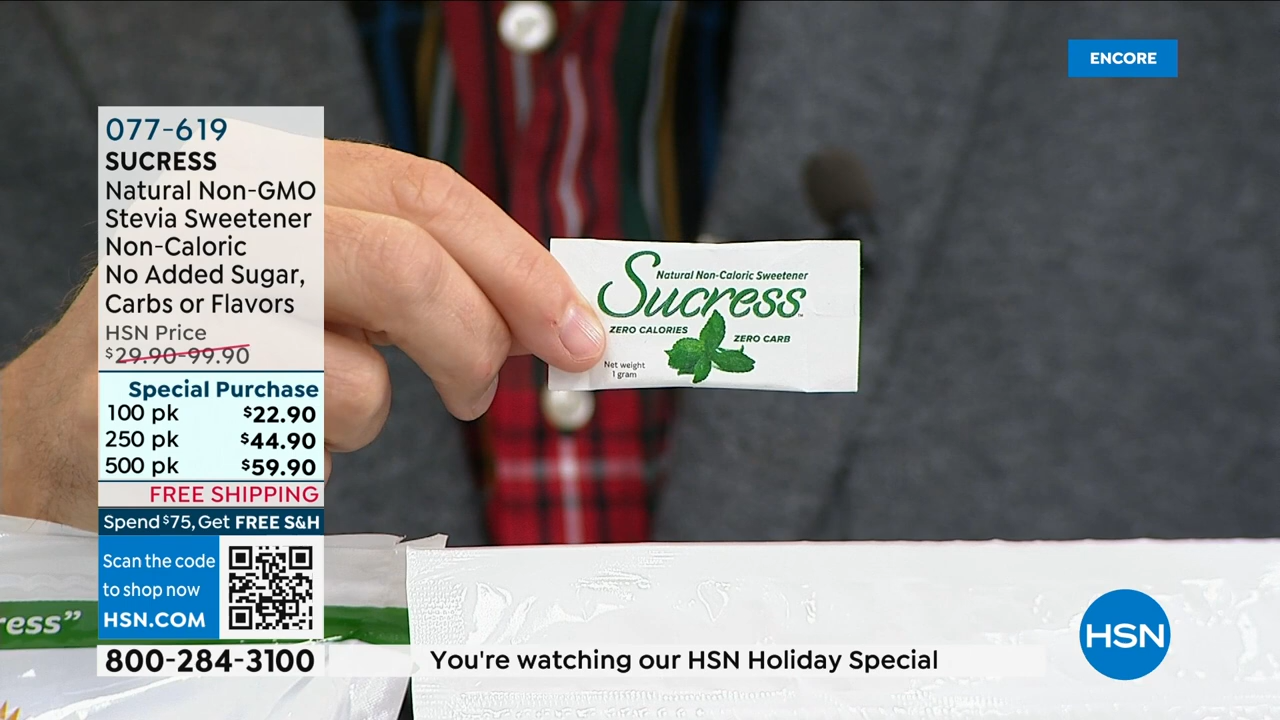 ENCORE
077-619
SUCRESS
Natural Non-GMO
Stevia Sweetener
Non-Caloric
No Added Sugar,
Carbs or Flavors
HSN Price
$29.90-99.90
Special Purchase
100 pk $22.90
250 pk $44.90
500 pk $59.90
FREE SHIPPING
Spend $75, Get FREE S&H
Scan the code
to shop now
HSN.COM
800-284-3100
Natural Non-Caloric Sweetener
Sucress™
ZERO CALORIES
ZERO CARB
Net weight
1 gram
ress”
You're watching our HSN Holiday Special
HSN